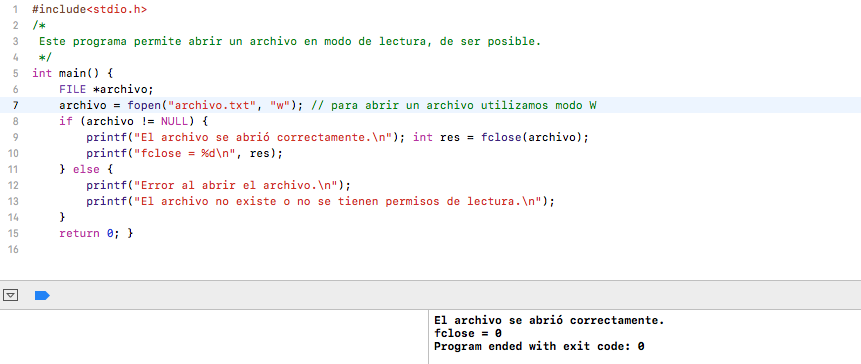 1 #include<stdio.h>
2 /*
3 Este programa permite abrir un archivo en modo de lectura, de ser posible.
4 */
5 int main() {
6 FILE *archivo;
7 archivo = fopen("archivo.txt", "w"); // para abrir un archivo utilizamos modo W
8 if (archivo != NULL) {
9 printf("El archivo se abrió correctamente.\n"); int res = fclose(archivo);
10 printf("fclose = %d\n", res);
11 } else {
12 printf("Error al abrir el archivo.\n");
13 printf("El archivo no existe o no se tienen permisos de lectura.\n");
14 }
15 return 0; }
16
El archivo se abrió correctamente.
fclose = 0
Program ended with exit code: 0